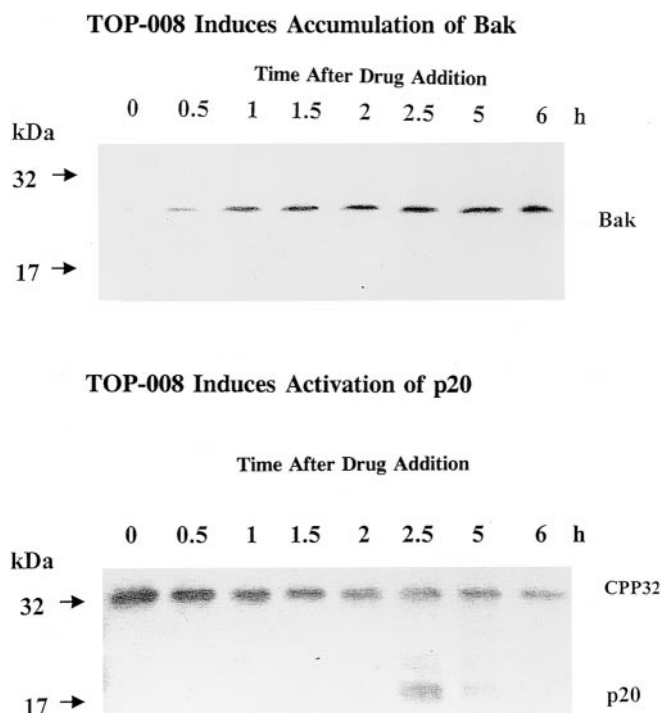 TOP-008 Induces Accumulation of Bak
Time After Drug Addition
0 0.5 1 1.5 2 2.5 5 6 h
kDa
32
Bak
17
TOP-008 Induces Activation of p20
Time After Drug Addition
0 0.5 1 1.5 2 2.5 5 6 h
kDa
CPP32
32
p20
17